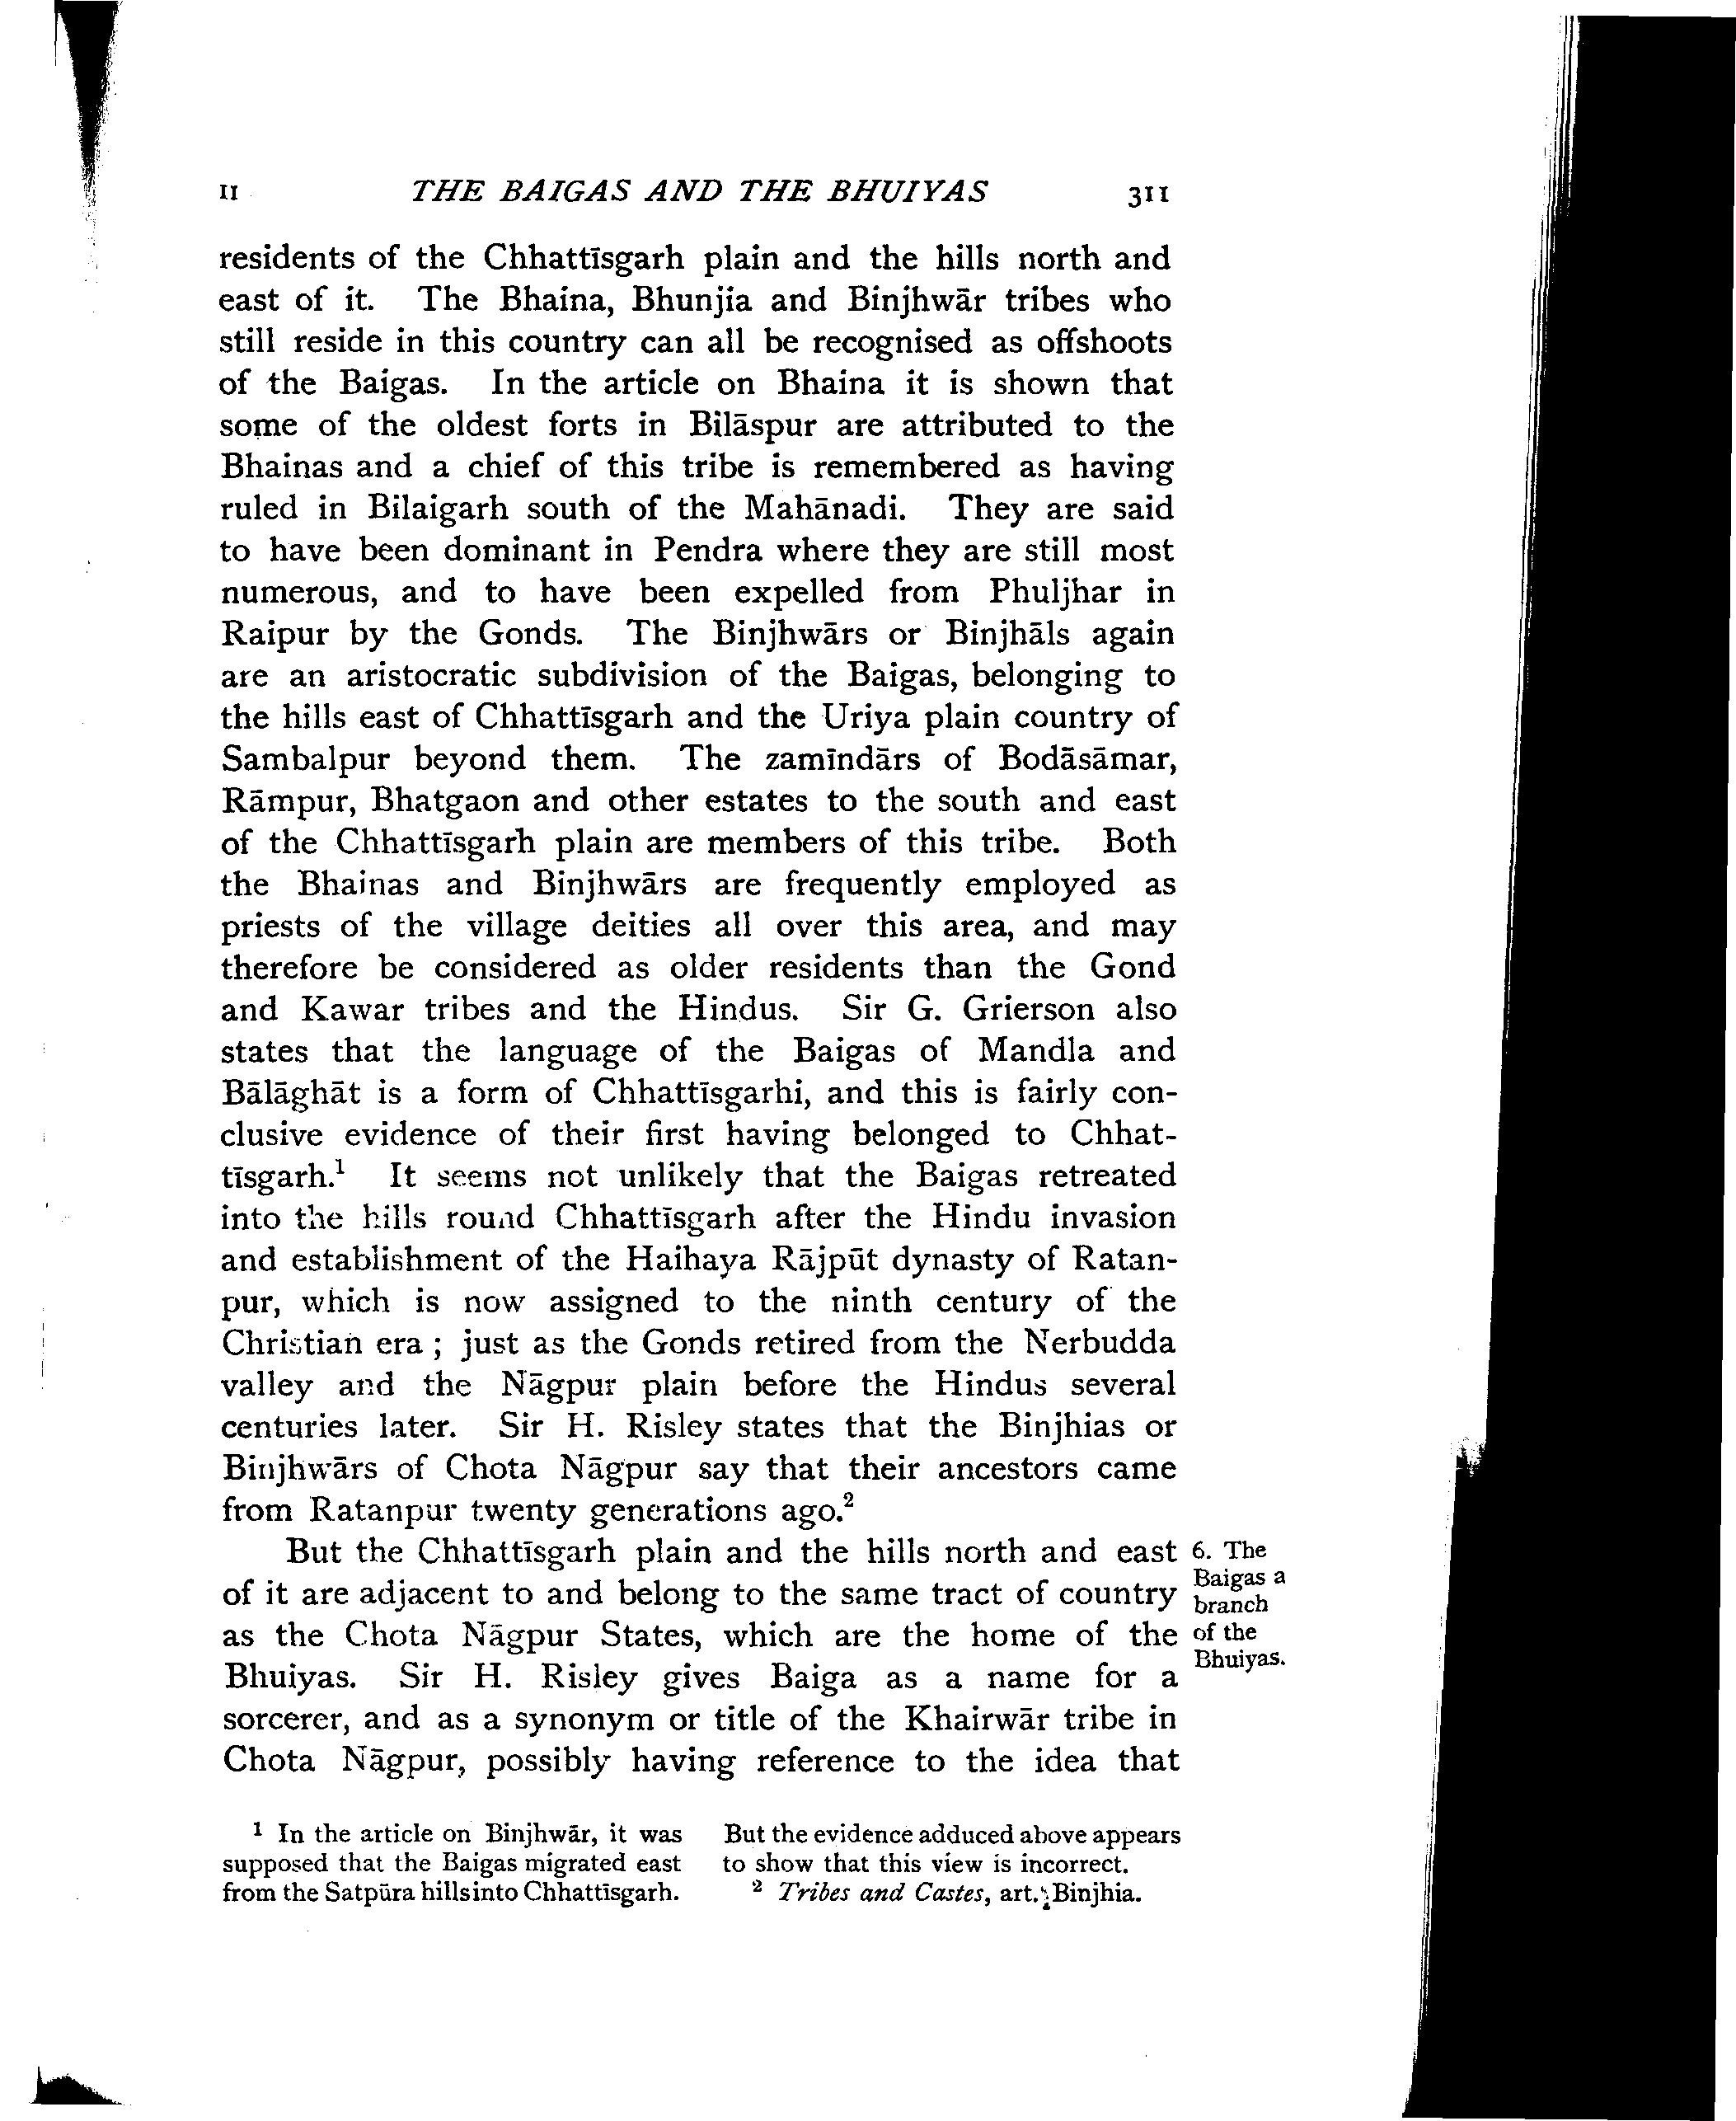 II THE BAIGAS AND THE BHUIYAS 311
residents of the Chhattīsgarh plain and the hills north and
east of it. The Bhaina, Bhunjia and Binjhwār tribes who
still reside in this country can all be recognised as offshoots
of the Baigas. In the article on Bhaina it is shown that
some of the oldest forts in Bilāspur are attributed to the
Bhainas and a chief of this tribe is remembered as having
ruled in Bilaigarh south of the Mahānadi. They are said
to have been dominant in Pendra where they are still most
numerous, and to have been expelled from Phuljhar in
Raipur by the Gonds. The Binjhwārs or Binjhāls again
are an aristocratic subdivision of the Baigas, belonging to
the hills east of Chhattīsgarh and the Uriya plain country of
Sambalpur beyond them. The zamīndārs of Bodāsāmar,
Rāmpur, Bhatgaon and other estates to the south and east
of the Chhattīsgarh plain are members of this tribe. Both
the Bhainas and Binjhwārs are frequently employed as
priests of the village deities all over this area, and may
therefore be considered as older residents than the Gond
and Kawar tribes and the Hindus. Sir G. Grierson also
states that the language of the Baigas of Mandla and
Bālāghāt is a form of Chhattīsgarhi, and this is fairly con-
clusive evidence of their first having belonged to Chhat-
tīsgarh.¹ It seems not unlikely that the Baigas retreated
into the hills round Chhattīsgarh after the Hindu invasion
and establishment of the Haihaya Rājpūt dynasty of Ratan-
pur, which is now assigned to the ninth century of the
Christian era ; just as the Gonds retired from the Nerbudda
valley and the Nāgpur plain before the Hindus several
centuries later. Sir H. Risley states that the Binjhias or
Binjhwārs of Chota Nāgpur say that their ancestors came
from Ratanpur twenty generations ago.²
But the Chhattīsgarh plain and the hills north and east
of it are adjacent to and belong to the same tract of country
as the Chota Nāgpur States, which are the home of the
Bhuiyas. Sir H. Risley gives Baiga as a name for a
sorcerer, and as a synonym or title of the Khairwār tribe in
Chota Nāgpur, possibly having reference to the idea that
6. The
Baigas a
branch
of the
Bhuiyas.
¹ In the article on Binjhwār, it was
supposed that the Baigas migrated east
from the Satpūra hills into Chhattīsgarh.
But the evidence adduced above appears
to show that this view is incorrect.
² Tribes and Castes, art. Binjhia.